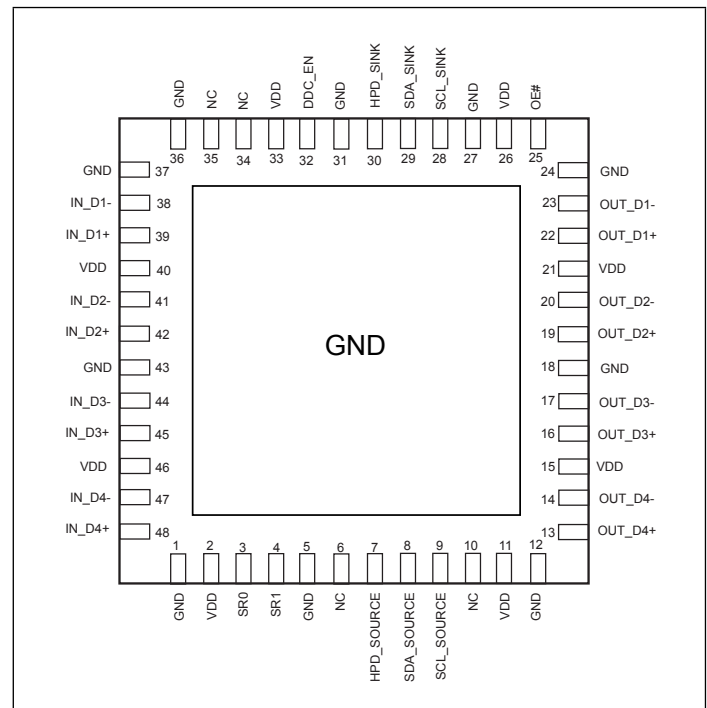 GND NC NC VDD DDC_EN GND HPD_SINK SDA_SINK SCL_SINK GND VDD OE#
36 35 34 33 32 31 30 29 28 27 26 25
GND 37 24 GND
IN_D1- 38 23 OUT_D1-
IN_D1+ 39 22 OUT_D1+
VDD 40 21 VDD
IN_D2- 41 20 OUT_D2-
IN_D2+ 42 19 OUT_D2+
GND
GND 43 18 GND
IN_D3- 44 17 OUT_D3-
IN_D3+ 45 16 OUT_D3+
VDD 46 15 VDD
IN_D4- 47 14 OUT_D4-
IN_D4+ 48 13 OUT_D4+
1 2 3 4 5 6 7 8 9 10 11 12
GND VDD SR0 SR1 GND NC HPD_SOURCE SDA_SOURCE SCL_SOURCE NC VDD GND